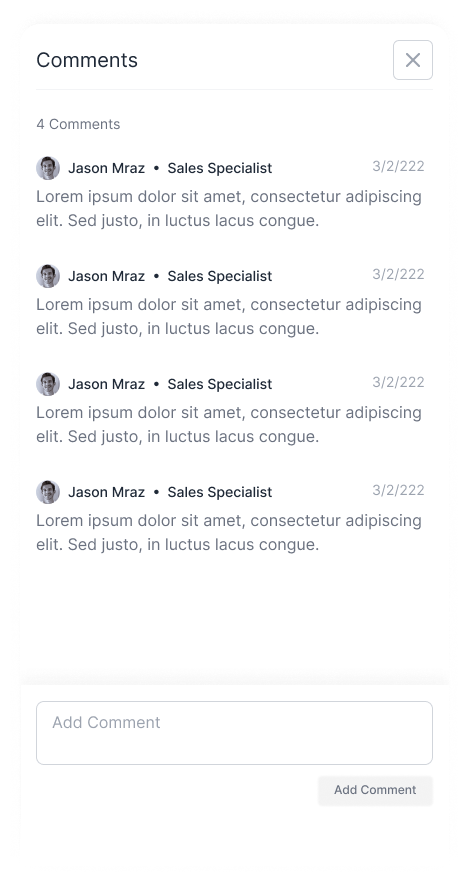 Comments
4 Comments
Jason Mraz • Sales Specialist 3/2/222
Lorem ipsum dolor sit amet, consectetur adipiscing
elit. Sed justo, in luctus lacus congue.
Jason Mraz • Sales Specialist 3/2/222
Lorem ipsum dolor sit amet, consectetur adipiscing
elit. Sed justo, in luctus lacus congue.
Jason Mraz • Sales Specialist 3/2/222
Lorem ipsum dolor sit amet, consectetur adipiscing
elit. Sed justo, in luctus lacus congue.
Jason Mraz • Sales Specialist 3/2/222
Lorem ipsum dolor sit amet, consectetur adipiscing
elit. Sed justo, in luctus lacus congue.
Add Comment
Add Comment